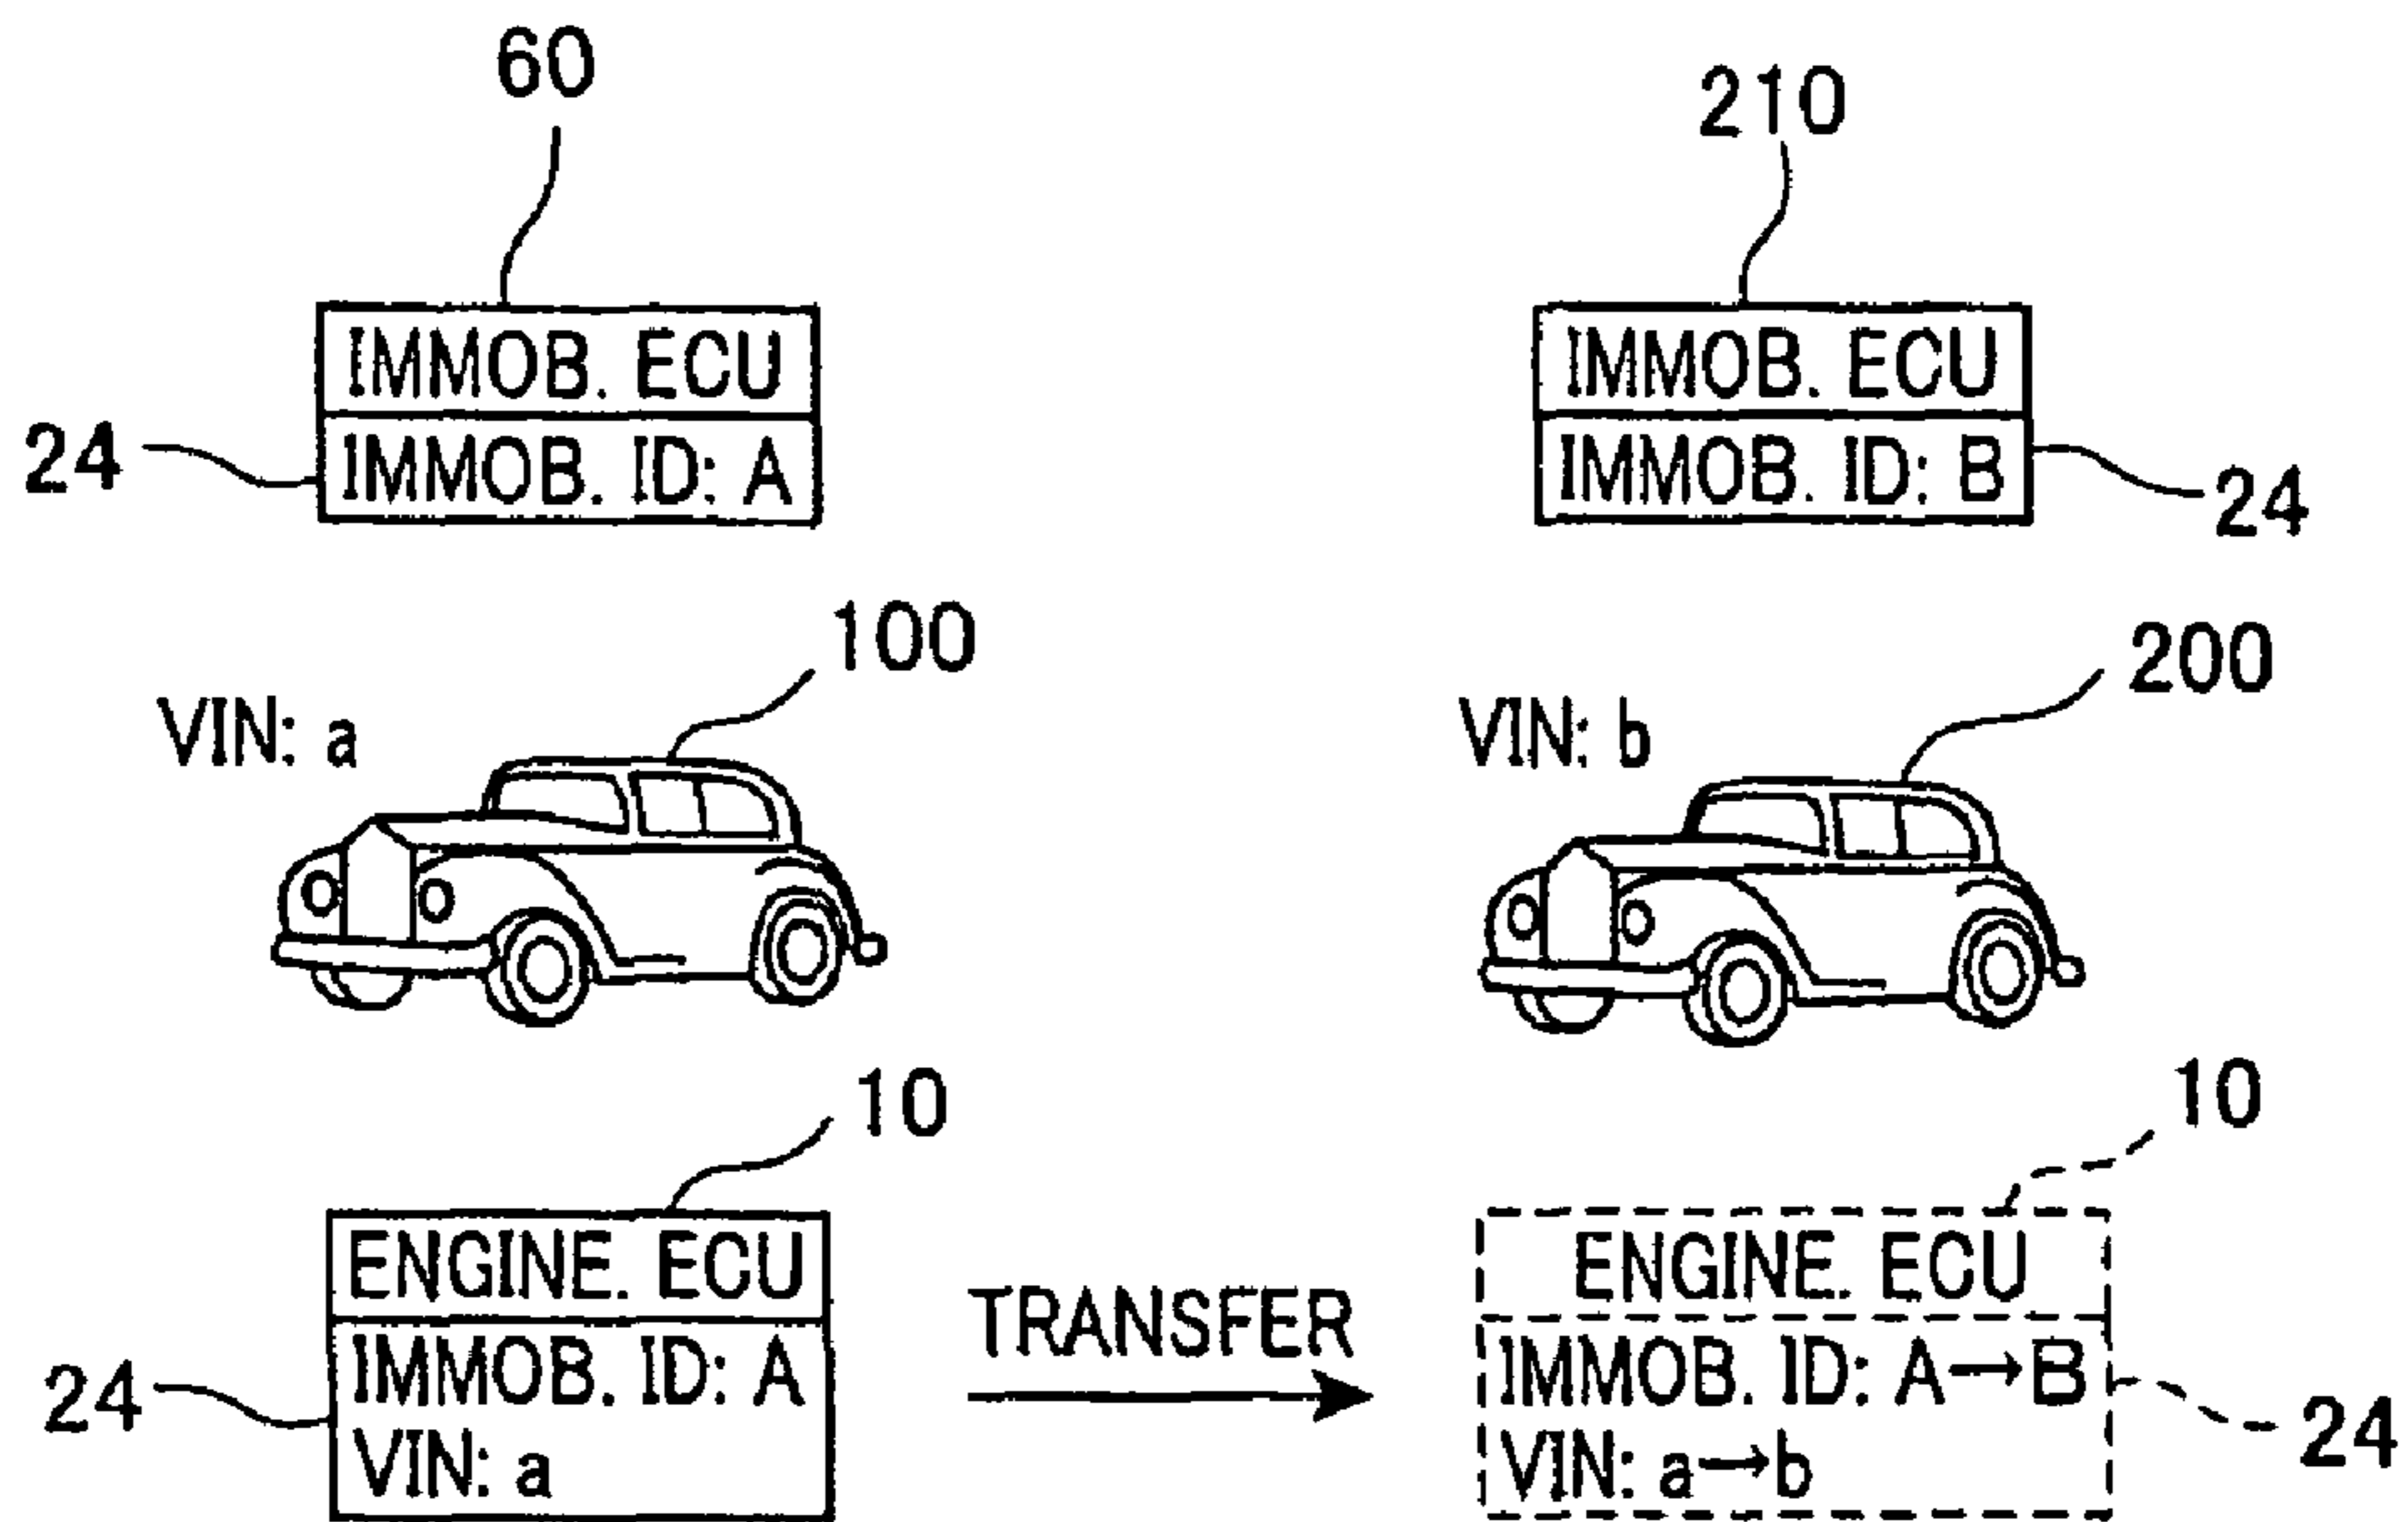 60
210
IMMOB. ECU
IMMOB. ECU
24
IMMOB. ID: A
IMMOB. ID: B
24
100
200
VIN: a
VIN: b
10
10
ENGINE. ECU
ENGINE. ECU
TRANSFER
24
IMMOB. ID: A
IMMOB. ID: A→B
24
VIN: a
VIN: a→b